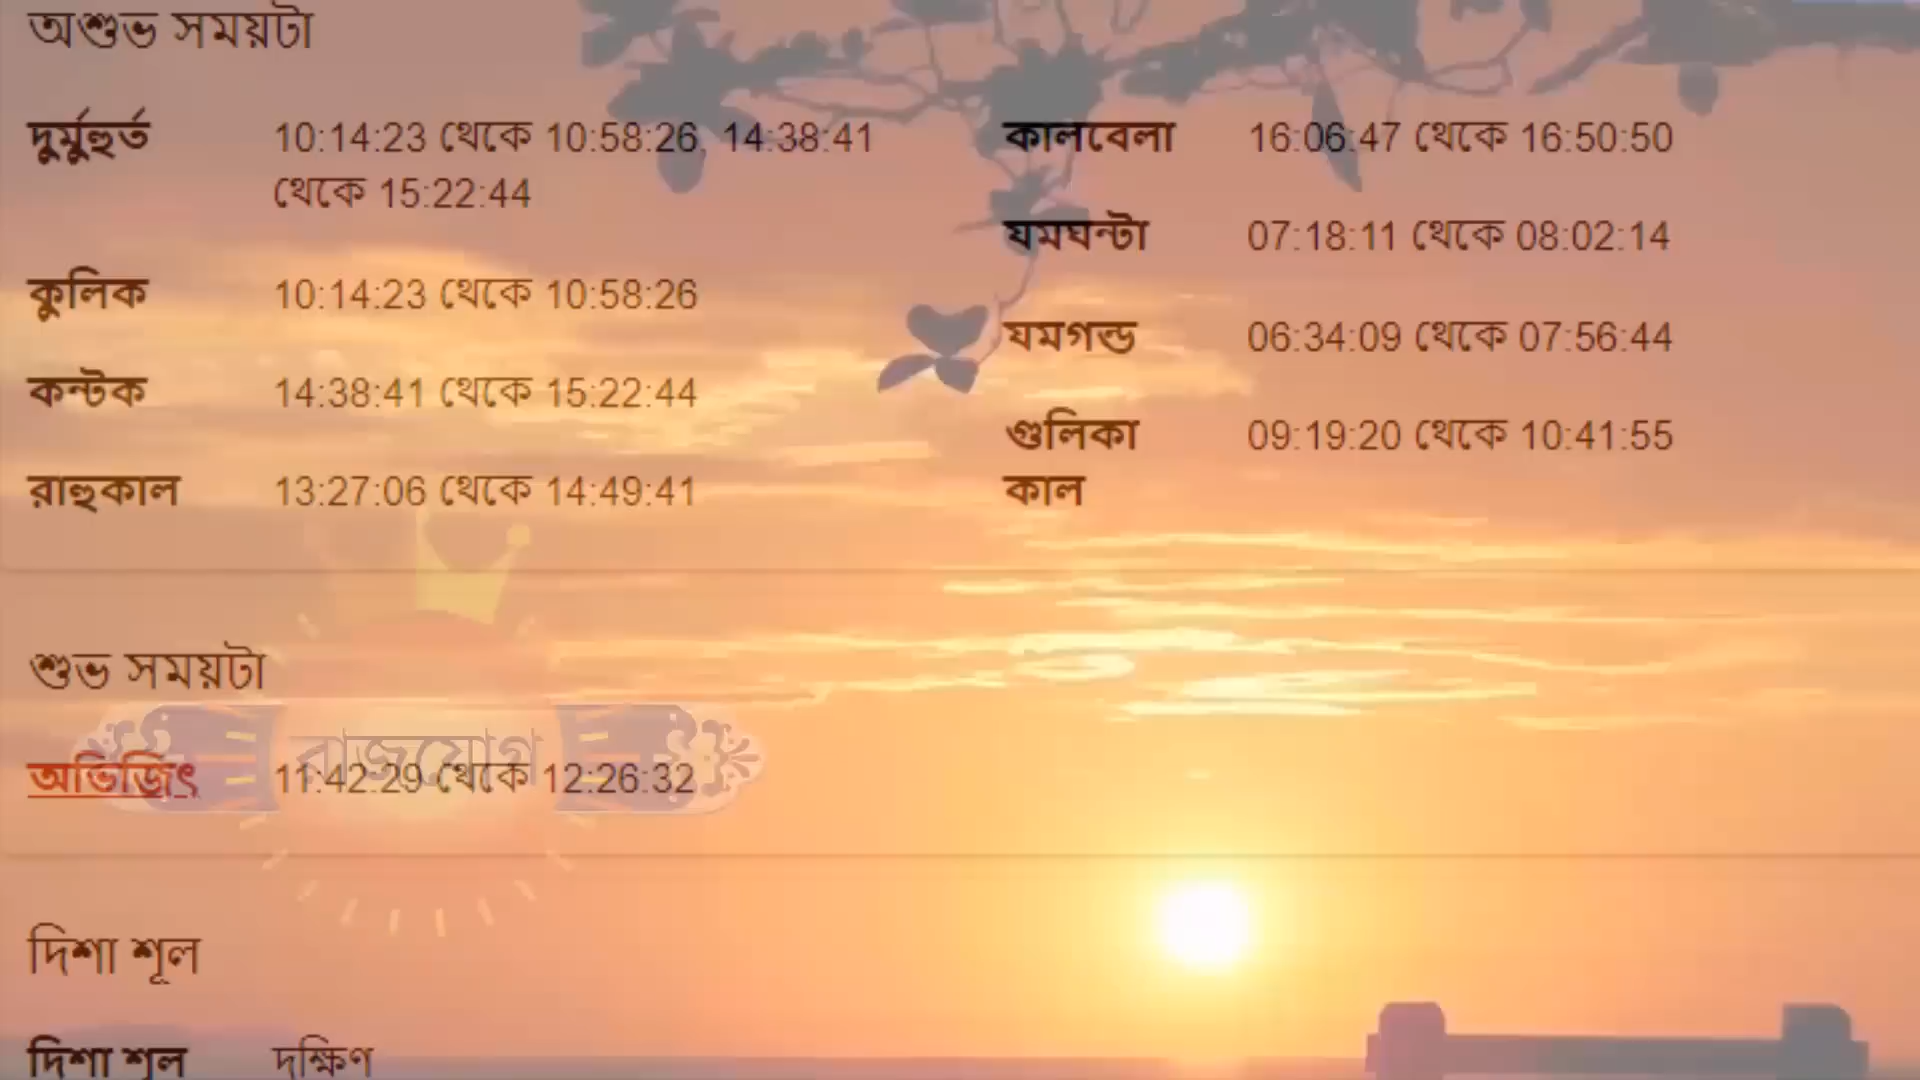 অশুভ সময়টা
দুর্মুহুর্ত 10:14:23 থেকে 10:58:26, 14:38:41
থেকে 15:22:44
কুলিক 10:14:23 থেকে 10:58:26
কন্টক 14:38:41 থেকে 15:22:44
রাহুকাল 13:27:06 থেকে 14:49:41
কালবেলা 16:06:47 থেকে 16:50:50
যমঘন্টা 07:18:11 থেকে 08:02:14
যমগন্ড 06:34:09 থেকে 07:56:44
গুলিকা 09:19:20 থেকে 10:41:55
কাল
শুভ সময়টা
রাজযোগ
অভিজিৎ 11:42:29 থেকে 12:26:32
দিশা শূল
দিশা শূল দক্ষিণ